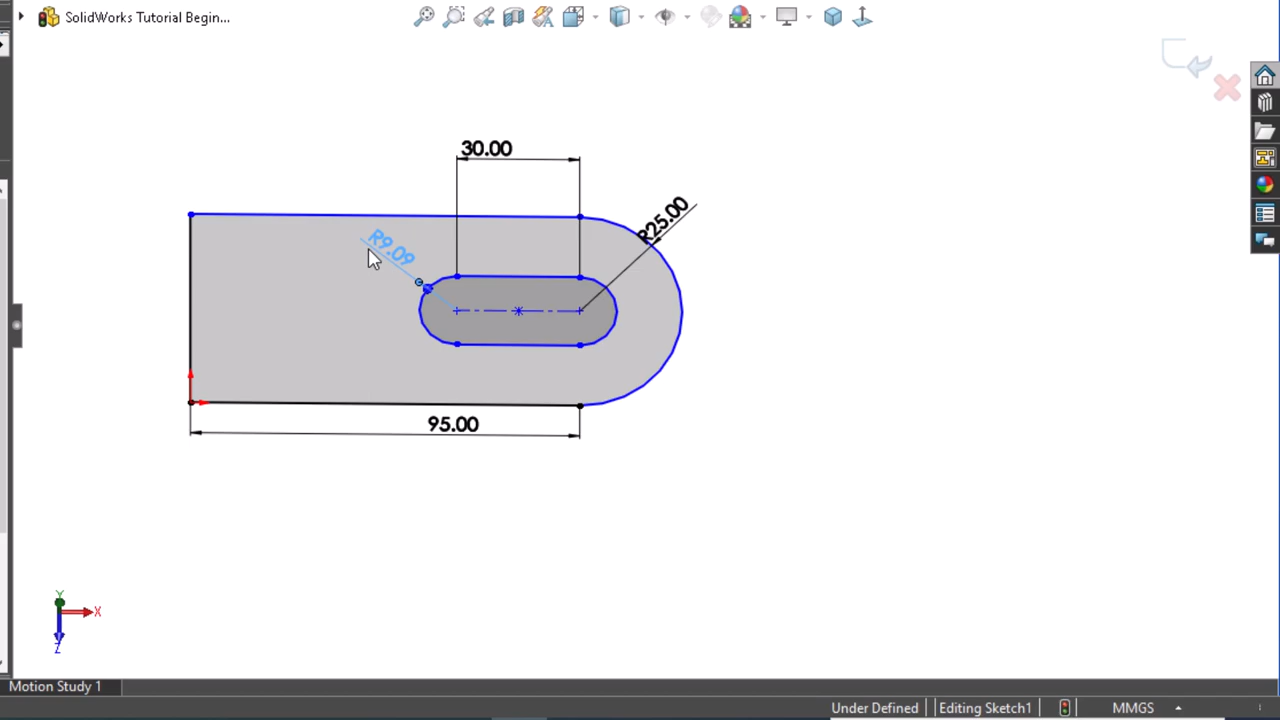 SolidWorks Tutorial Begin...
30.00
R25.00
R9.09
95.00
Y
X
Z
Motion Study 1
Under Defined
Editing Sketch1
MMGS